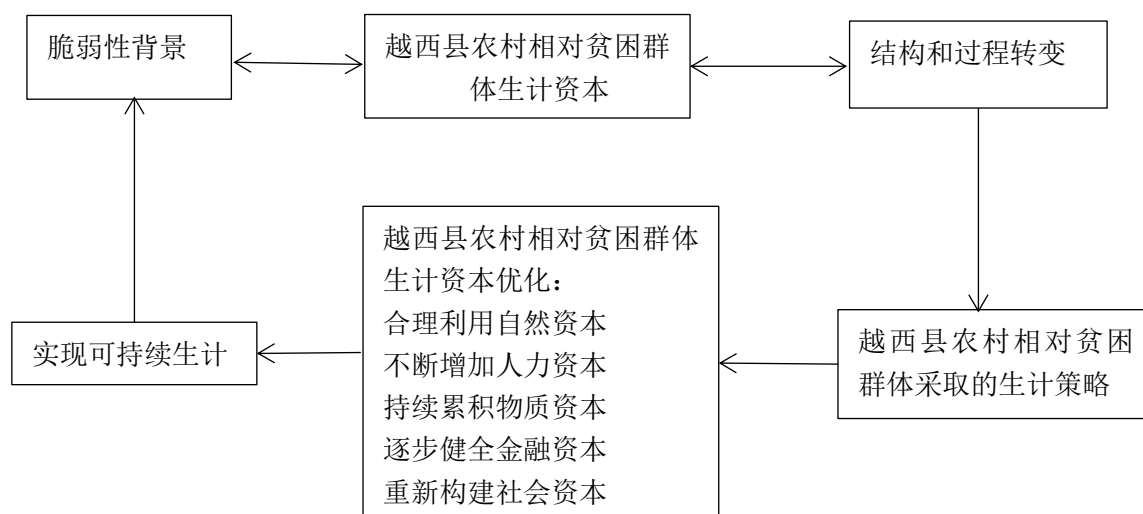 脆弱性背景
越西县农村相对贫困群
体生计资本
结构和过程转变
越西县农村相对贫困群体
生计资本优化：
合理利用自然资本
不断增加人力资本
持续累积物质资本
逐步健全金融资本
重新构建社会资本
实现可持续生计
越西县农村相对贫困
群体采取的生计策略